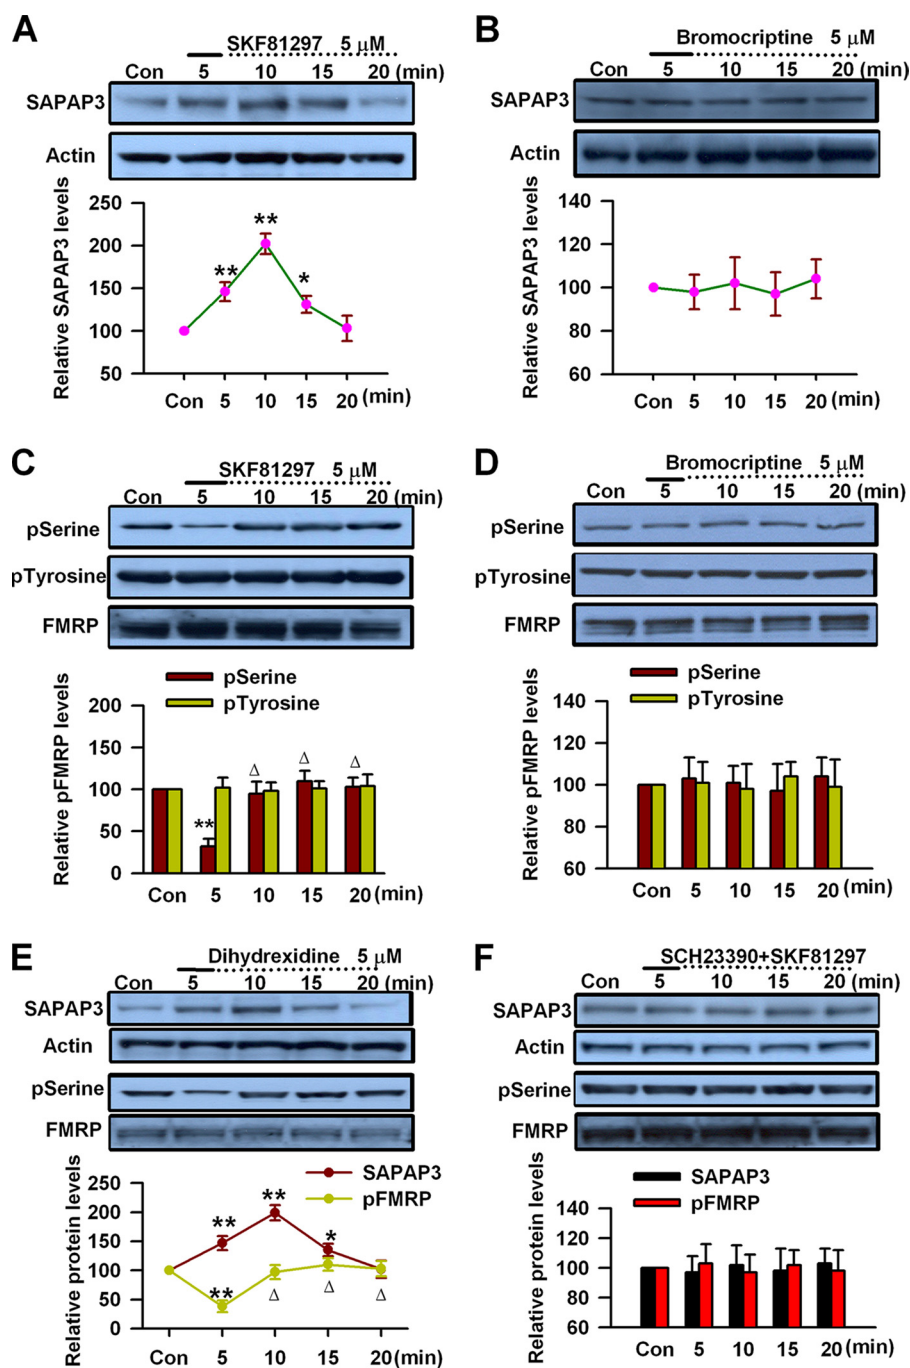 A
SKF81297 5 μM
Con 5 10 15 20 (min)
SAPAP3
Actin
Relative SAPAP3 levels
250
200
150
100
50
**
**
*
Con 5 10 15 20 (min)
B
Bromocriptine 5 μM
Con 5 10 15 20 (min)
SAPAP3
Actin
Relative SAPAP3 levels
140
120
100
80
60
Con 5 10 15 20 (min)
C
SKF81297 5 μM
Con 5 10 15 20 (min)
pSerine
pTyrosine
FMRP
pSerine
pTyrosine
Relative pFMRP levels
200
150
100
50
0
**
Δ Δ Δ
Con 5 10 15 20 (min)
D
Bromocriptine 5 μM
Con 5 10 15 20 (min)
pSerine
pTyrosine
FMRP
pSerine
pTyrosine
Relative pFMRP levels
140
120
100
80
60
Con 5 10 15 20 (min)
E
Dihydrexidine 5 μM
Con 5 10 15 20 (min)
SAPAP3
Actin
pSerine
FMRP
SAPAP3
pFMRP
Relative protein levels
250
200
150
100
50
0
** ** *
**
Δ Δ Δ
Con 5 10 15 20 (min)
F
SCH23390+SKF81297
Con 5 10 15 20 (min)
SAPAP3
Actin
pSerine
FMRP
SAPAP3
pFMRP
Relative protein levels
140
120
100
80
60
Con 5 10 15 20 (min)